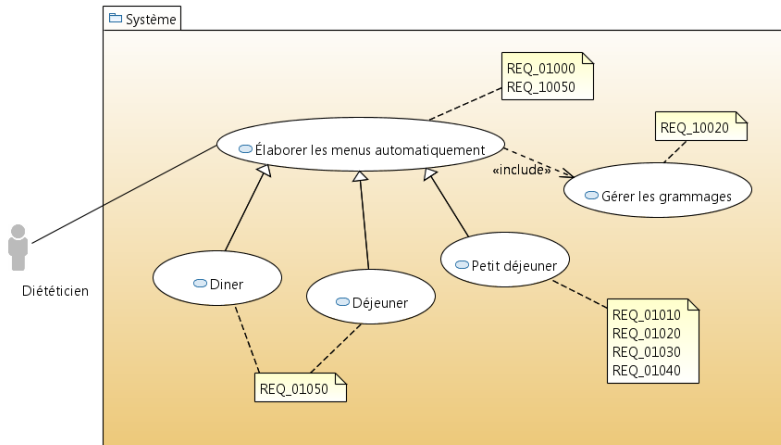 Système
REQ_01000
REQ_10050
REQ_10020
Élaborer les menus automatiquement
«include»
Gérer les grammages
Diététicien
Diner
Déjeuner
Petit déjeuner
REQ_01010
REQ_01020
REQ_01030
REQ_01040
REQ_01050